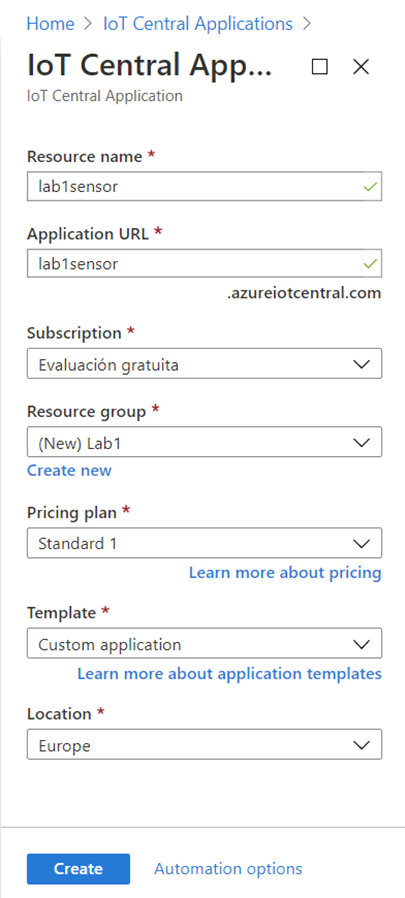 Home > IoT Central Applications >
IoT Central App...
IoT Central Application
Resource name *
lab1sensor
Application URL *
lab1sensor
.azureiotcentral.com
Subscription *
Evaluación gratuita
Resource group *
(New) Lab1
Create new
Pricing plan *
Standard 1
Learn more about pricing
Template *
Custom application
Learn more about application templates
Location *
Europe
Create Automation options